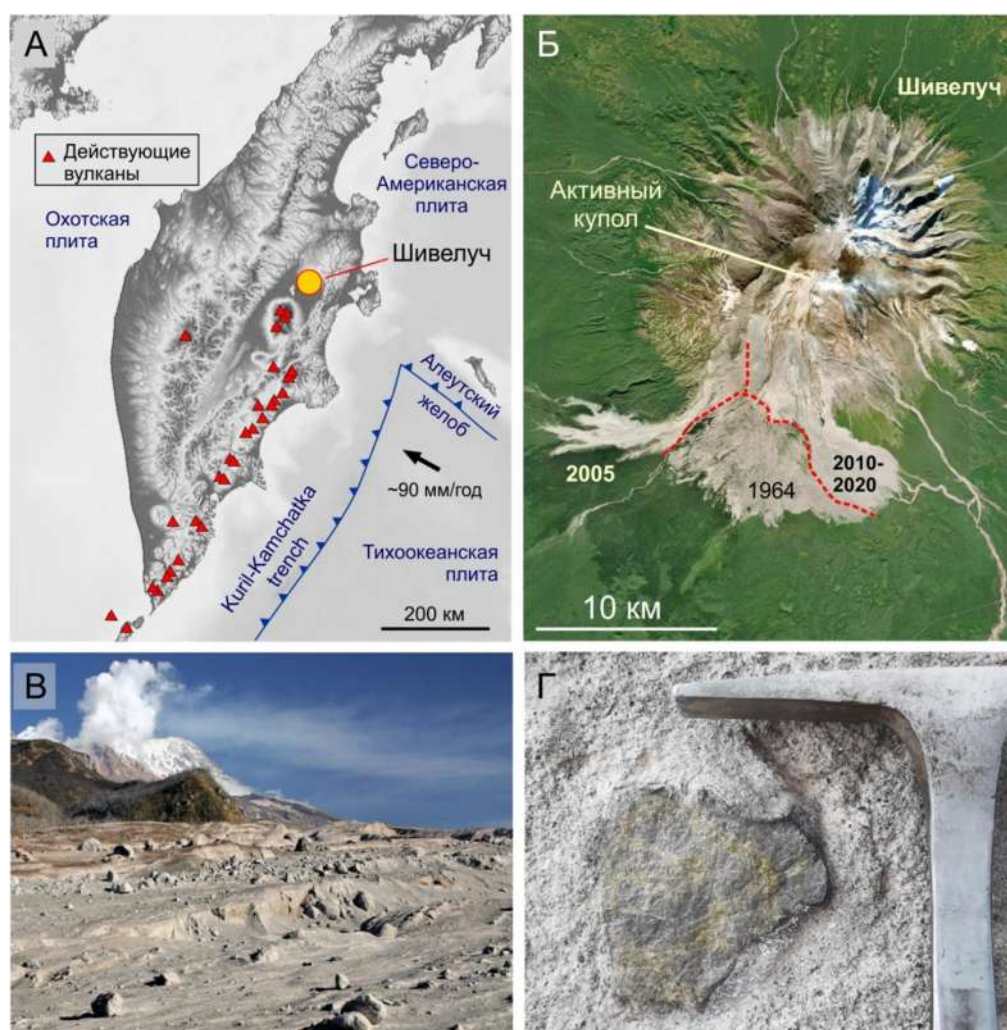 А
Действующие
вулканы
Охотская
плита
Северо-
Американская
плита
Шивелуч
Алеутский
желоб
~90 мм/год
Kuril-Kamchatka
trench
Тихоокеанская
плита
200 км
Б
Шивелуч
Активный
купол
2005
1964
2010-
2020
10 км
В
Г